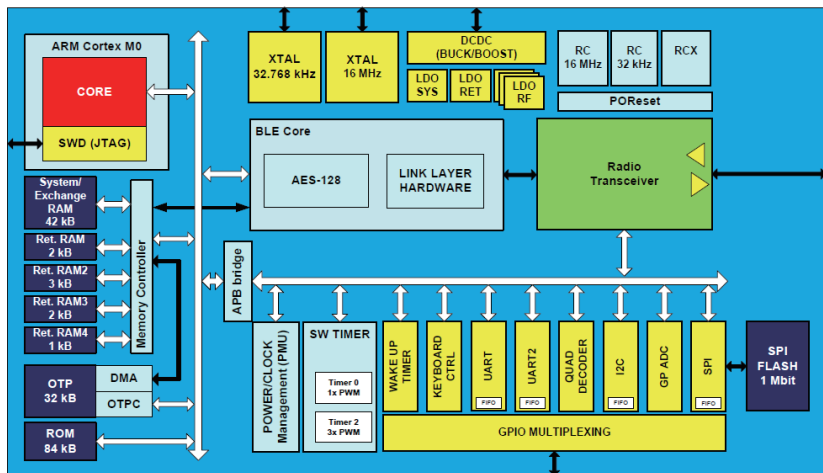 ARM Cortex M0
CORE
SWD (JTAG)
XTAL
32.768 kHz
XTAL
16 MHz
DCDC
(BUCK/BOOST)
LDO
SYS
LDO
RET
LDO
RF
RC
16 MHz
RC
32 kHz
RCX
POReset
BLE Core
AES-128
LINK LAYER
HARDWARE
Radio
Transceiver
System/
Exchange
RAM
42 kB
Ret. RAM
2 kB
Ret. RAM2
3 kB
Ret. RAM3
2 kB
Ret. RAM4
1 kB
Memory Controller
OTP
32 kB
DMA
OTPC
ROM
84 kB
APB bridge
POWER/CLOCK
Management (PMU)
SW TIMER
Timer 0
1x PWM
Timer 2
3x PWM
WAKE UP
TIMER
KEYBOARD
CTRL
UART
FIFO
UART2
FIFO
QUAD
DECODER
I2C
FIFO
GP ADC
SPI
FIFO
SPI
FLASH
1 Mbit
GPIO MULTIPLEXING